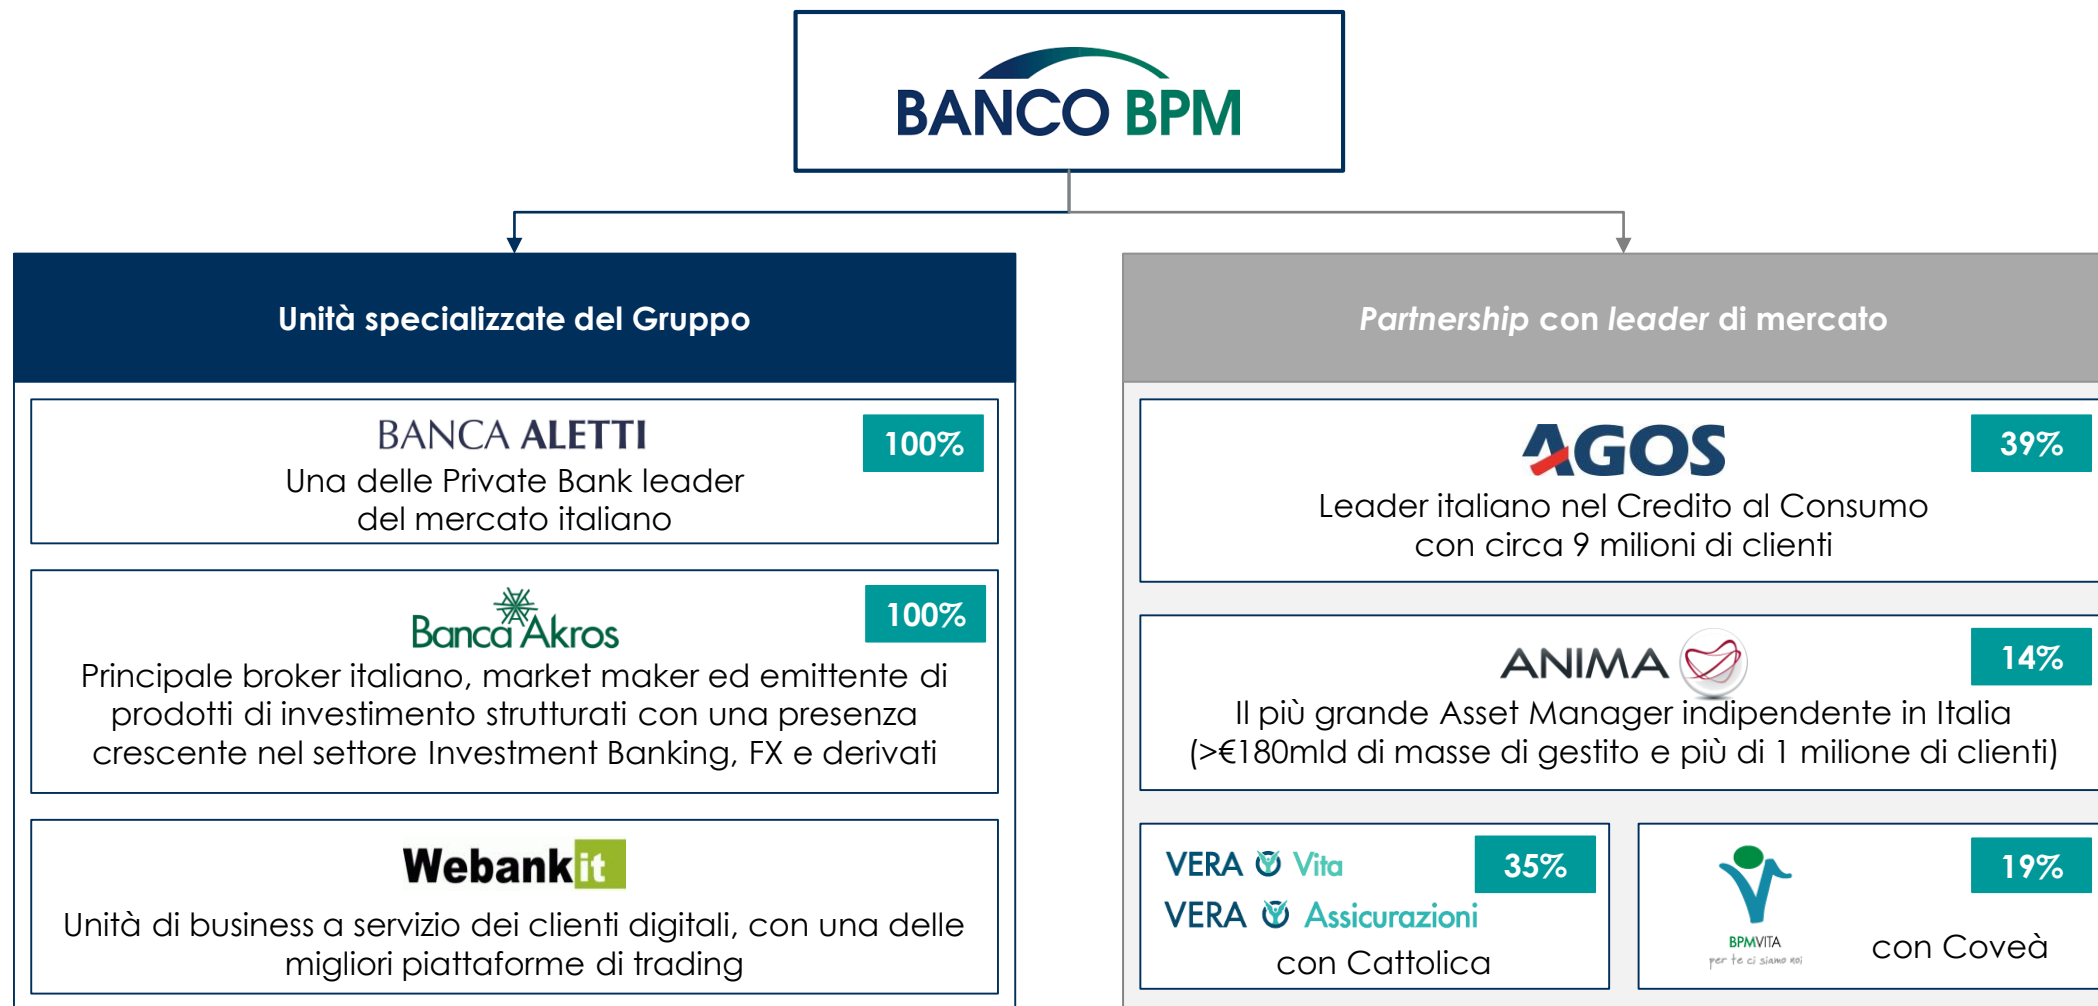 BANCO BPM
Unità specializzate del Gruppo
BANCA ALETTI
100%
Una delle Private Bank leader
del mercato italiano
Banca Akros
100%
Principale broker italiano, market maker ed emittente di
prodotti di investimento strutturati con una presenza
crescente nel settore Investment Banking, FX e derivati
Webank it
Unità di business a servizio dei clienti digitali, con una delle
migliori piattaforme di trading
Partnership con leader di mercato
AGOS
39%
Leader italiano nel Credito al Consumo
con circa 9 milioni di clienti
ANIMA
14%
Il più grande Asset Manager indipendente in Italia
(>€180mld di masse di gestito e più di 1 milione di clienti)
VERA Vita
35%
VERA Assicurazioni
con Cattolica
19%
BPMVITA
per te ci siamo noi
con Coveà